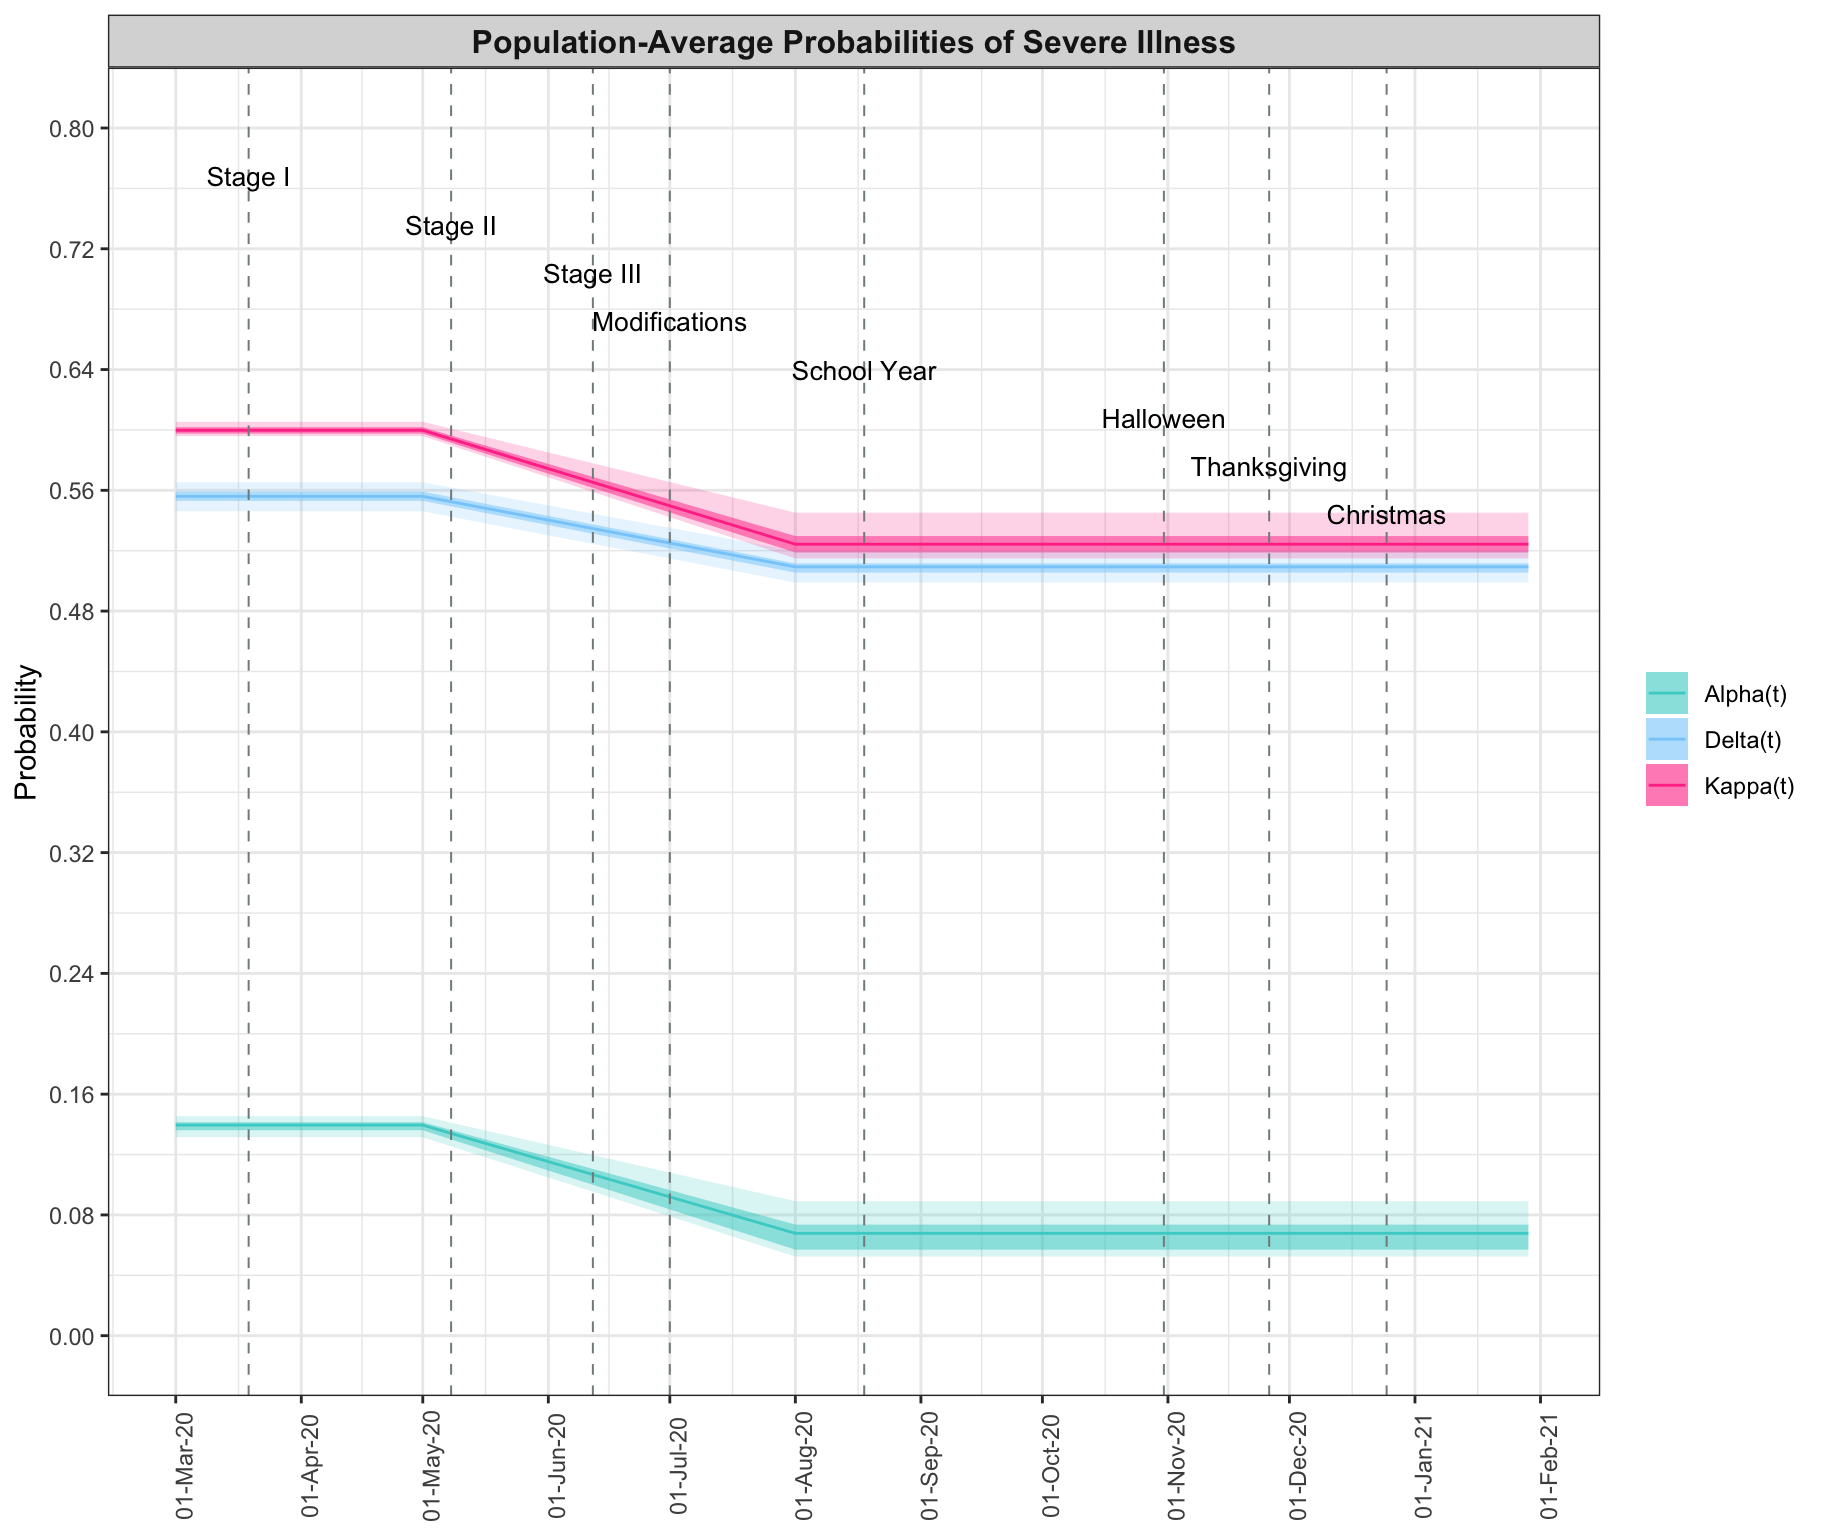 Population-Average Probabilities of Severe Illness
0.80
Stage I
Stage II
0.72
Stage III
Modifications
0.64
School Year
Halloween
Thanksgiving
0.56
Christmas
0.48
0.40
0.32
0.24
0.16
0.08
0.00
Probability
Alpha(t)
Delta(t)
Kappa(t)
01-Mar-20
01-Apr-20
01-May-20
01-Jun-20
01-Jul-20
01-Aug-20
01-Sep-20
01-Oct-20
01-Nov-20
01-Dec-20
01-Jan-21
01-Feb-21